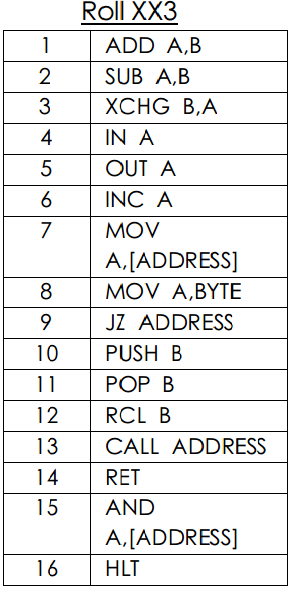 Roll XX3
1 ADD A,B
2 SUB A,B
3 XCHG B,A
4 IN A
5 OUT A
6 INC A
7 MOV
A,[ADDRESS]
8 MOV A,BYTE
9 JZ ADDRESS
10 PUSH B
11 POP B
12 RCL B
13 CALL ADDRESS
14 RET
15 AND
A,[ADDRESS]
16 HLT